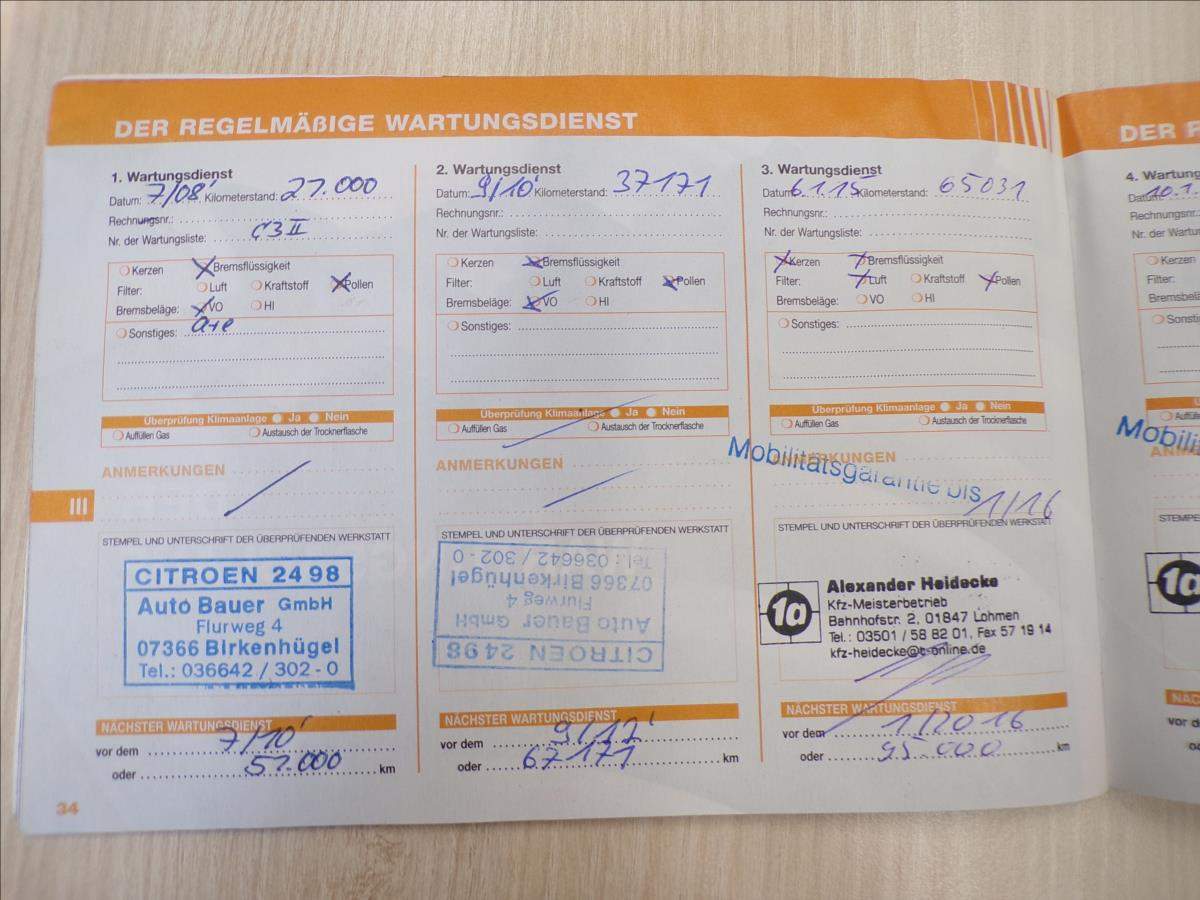 DER REGELMÄßIGE WARTUNGSDIENST
1. Wartungsdienst
Datum: 7/08' Kilometerstand: 27.000
Rechnungsnr.:
Nr. der Wartungsliste: C3 II
Kerzen Bremsflüssigkeit
Filter: Luft Kraftstoff Pollen
Bremsbeläge: VO HI
Sonstiges: a+e
Überprüfung Klimaanlage Ja Nein
Auffüllen Gas Austausch der Trocknerflasche
ANMERKUNGEN
STEMPEL UND UNTERSCHRIFT DER ÜBERPRÜFENDEN WERKSTATT
CITROEN 2498
Auto Bauer GmbH
Flurweg 4
07366 Birkenhügel
Tel.: 036642 / 302 - 0
NÄCHSTER WARTUNGSDIENST
vor dem 7/10'
oder 57.000 km
2. Wartungsdienst
Datum: 9/10' Kilometerstand: 37171
Rechnungsnr.:
Nr. der Wartungsliste:
Kerzen Bremsflüssigkeit
Filter: Luft Kraftstoff Pollen
Bremsbeläge: VO HI
Sonstiges:
Überprüfung Klimaanlage Ja Nein
Auffüllen Gas Austausch der Trocknerflasche
ANMERKUNGEN
STEMPEL UND UNTERSCHRIFT DER ÜBERPRÜFENDEN WERKSTATT
CITROEN 2498
Auto Bauer GmbH
Flurweg 4
07366 Birkenhügel
Tel.: 036642 / 302 - 0
NÄCHSTER WARTUNGSDIENST
vor dem 9/12'
oder 67171 km
3. Wartungsdienst
Datum: 6.1.15 Kilometerstand: 65031
Rechnungsnr.:
Nr. der Wartungsliste:
Kerzen Bremsflüssigkeit
Filter: Luft Kraftstoff Pollen
Bremsbeläge: VO HI
Sonstiges:
Überprüfung Klimaanlage Ja Nein
Auffüllen Gas Austausch der Trocknerflasche
ANMERKUNGEN
Mobilitätsgarantie bis 1/16
STEMPEL UND UNTERSCHRIFT DER ÜBERPRÜFENDEN WERKSTATT
1a
Alexander Heidecke
Kfz-Meisterbetrieb
Bahnhofstr. 2, 01847 Lohmen
Tel.: 03501 / 58 82 01, Fax 57 19 14
kfz-heidecke@t-online.de
NÄCHSTER WARTUNGSDIENST
vor dem 1/2016
oder 95.000 km
III
34
DER
4. Wartung
Datum: 10.1.
Rechnungsnr.
Nr. der Wartung
Kerzen
Filter:
Bremsbelä
Sonsti
Mobil
STEMPEL
1a
vor d